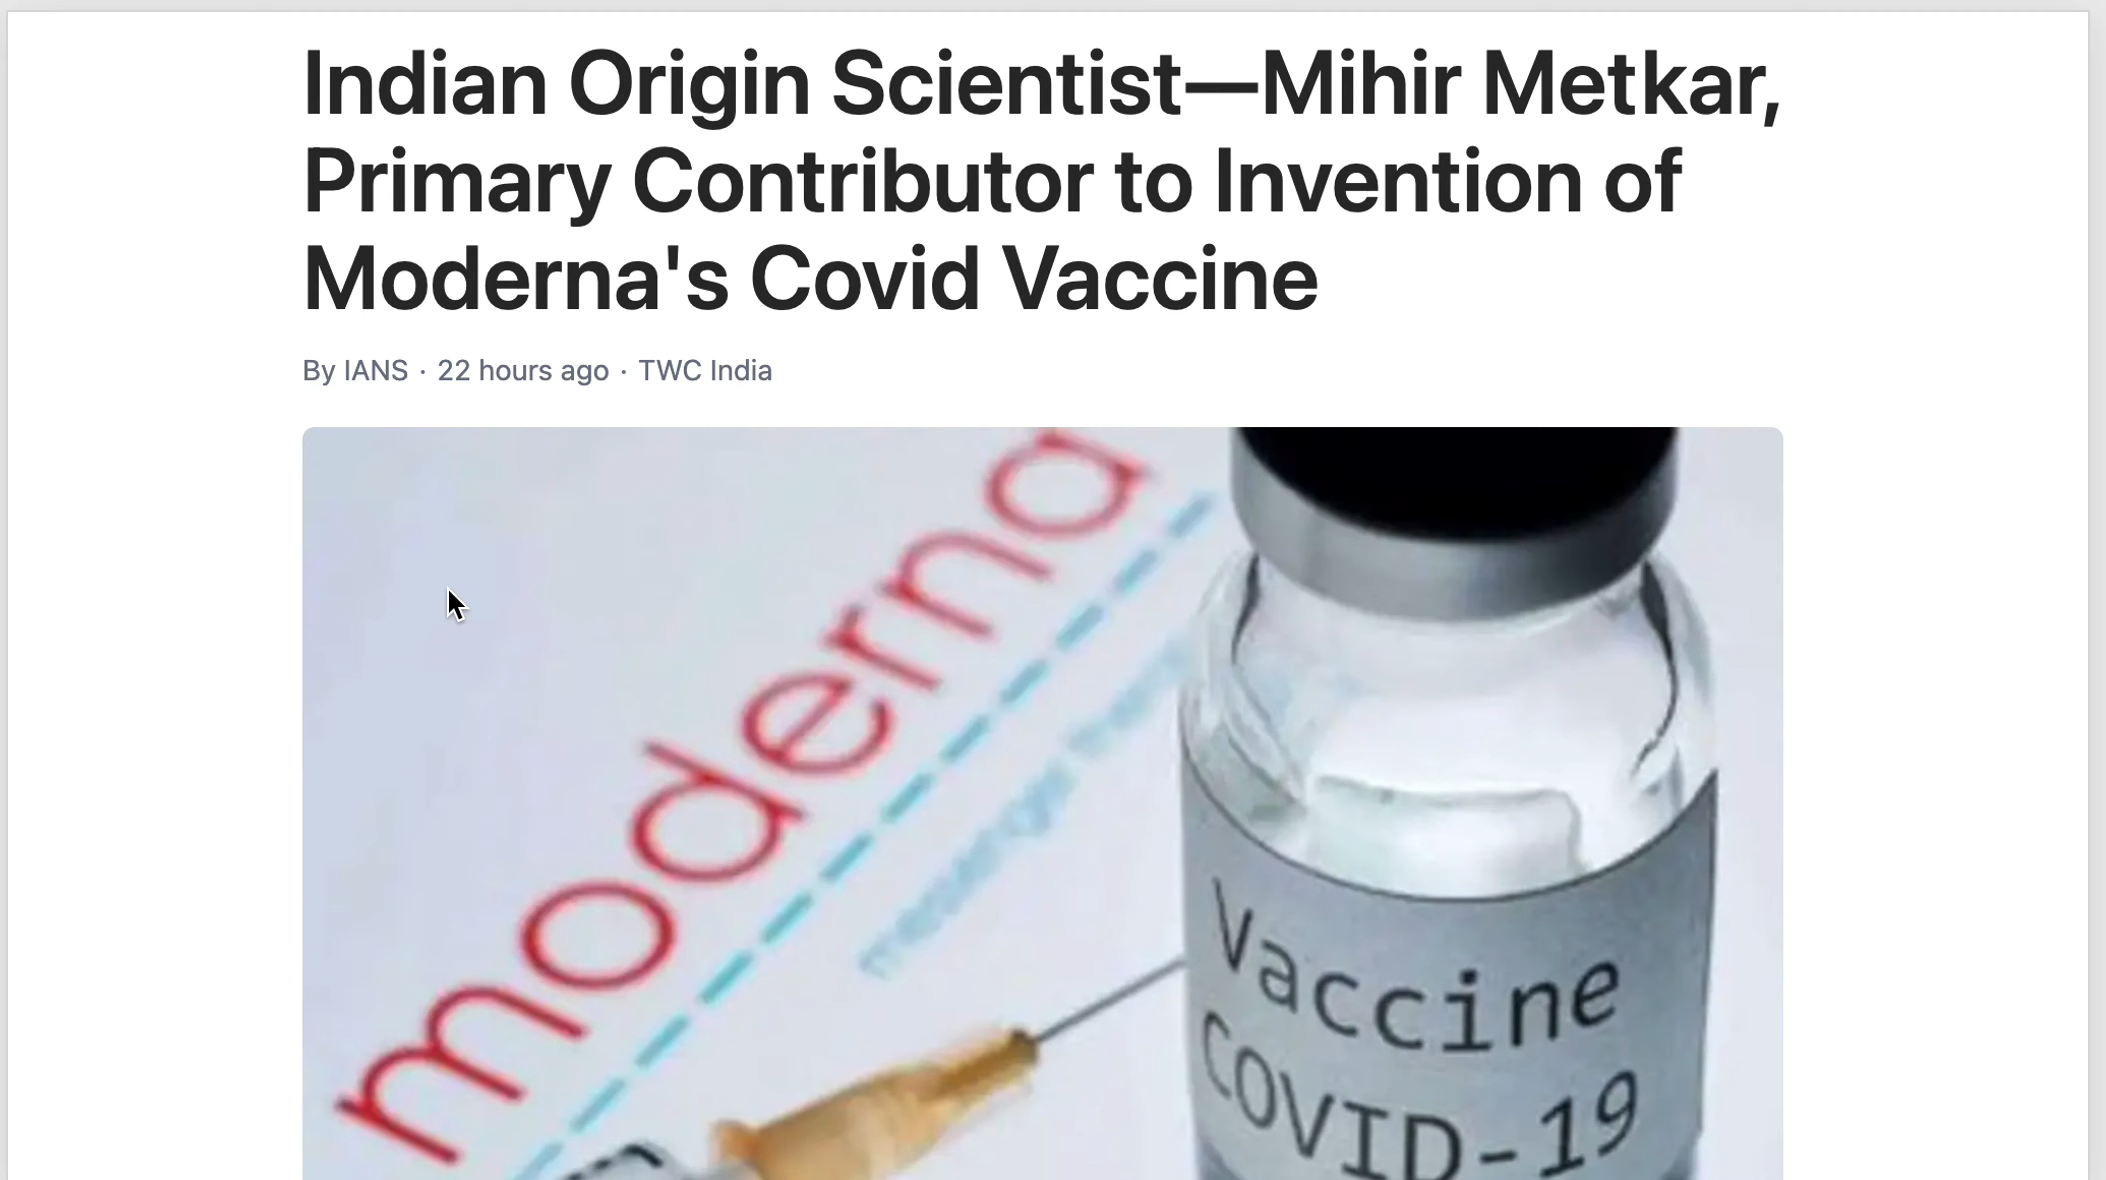 Indian Origin Scientist—Mihir Metkar,
Primary Contributor to Invention of
Moderna's Covid Vaccine
By IANS · 22 hours ago · TWC India
moderna
Vaccine
COVID-19